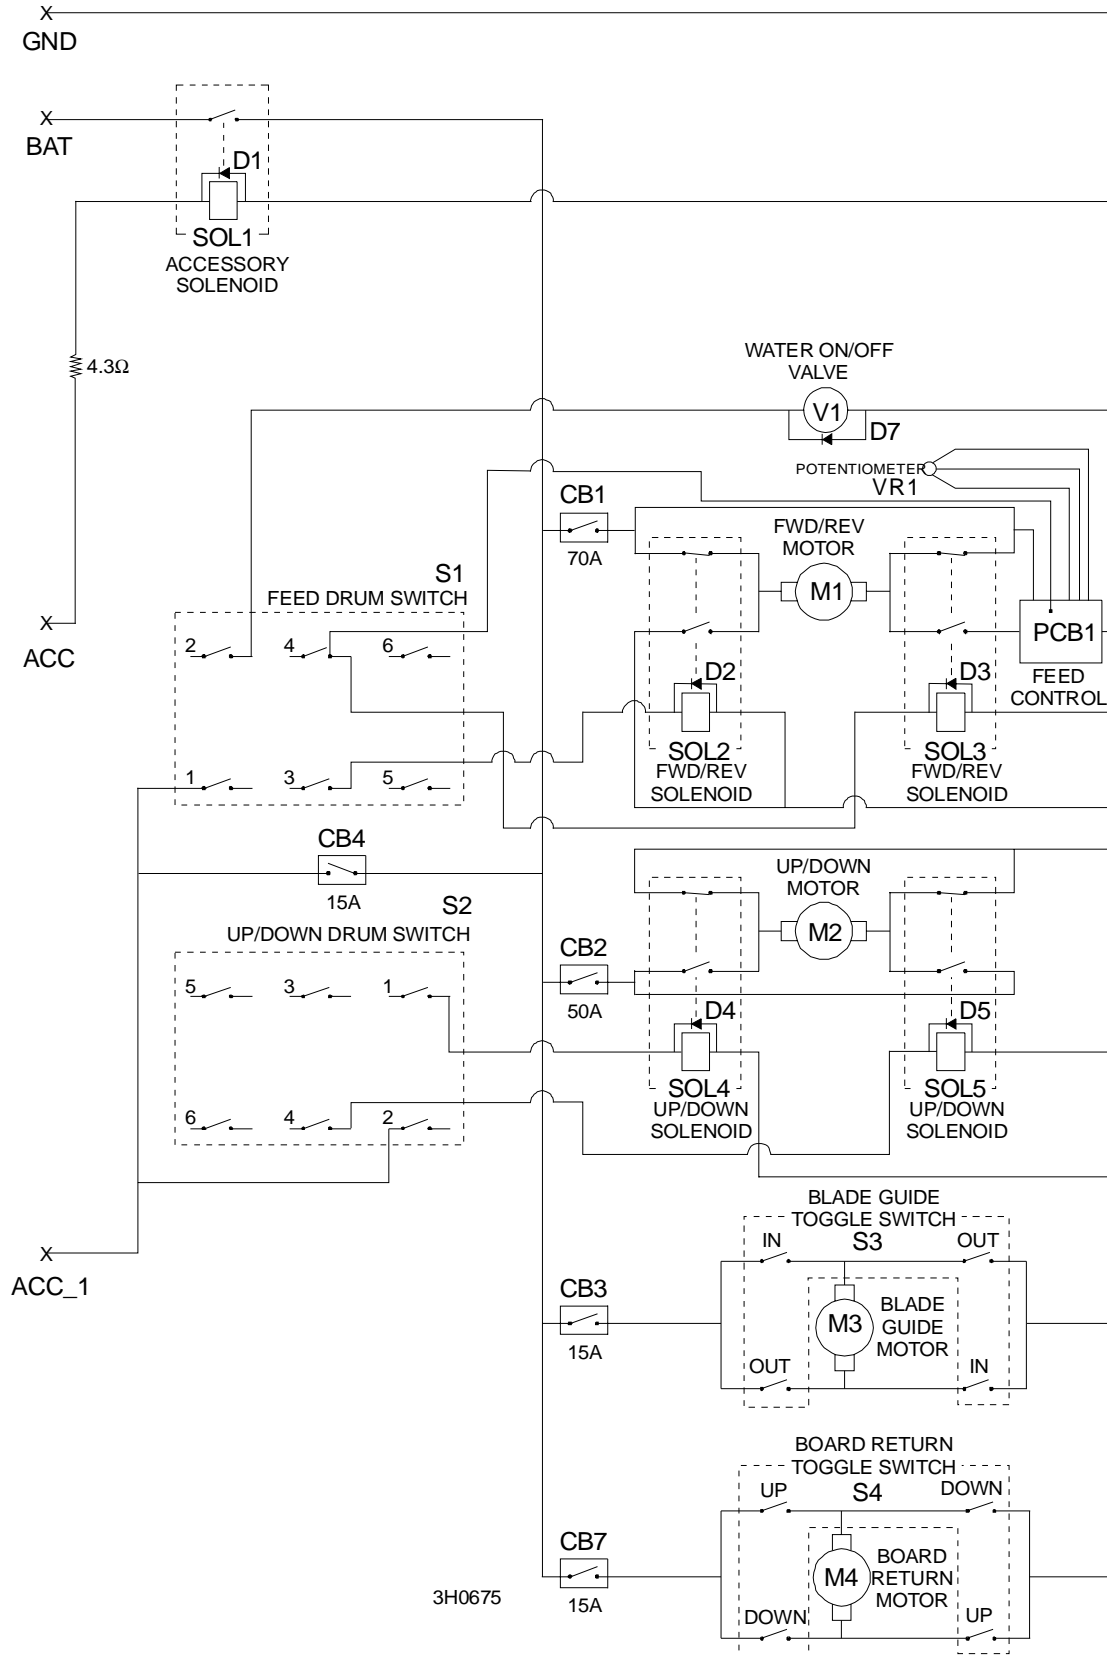 X
GND
X
BAT
D1
SOL1
ACCESSORY
SOLENOID
4.3Ω
WATER ON/OFF
VALVE
V1
D7
POTENTIOMETER
VR1
CB1
70A
FWD/REV
MOTOR
M1
S1
FEED DRUM SWITCH
X
ACC
2
4
6
PCB1
FEED
CONTROL
D2
D3
SOL2
FWD/REV
SOLENOID
SOL3
FWD/REV
SOLENOID
1
3
5
CB4
15A
S2
UP/DOWN DRUM SWITCH
UP/DOWN
MOTOR
M2
CB2
50A
5
3
1
D4
D5
SOL4
UP/DOWN
SOLENOID
SOL5
UP/DOWN
SOLENOID
6
4
2
X
ACC_1
BLADE GUIDE
TOGGLE SWITCH
IN
S3
OUT
CB3
15A
M3
BLADE
GUIDE
MOTOR
OUT
IN
BOARD RETURN
TOGGLE SWITCH
UP
S4
DOWN
CB7
15A
M4
BOARD
RETURN
MOTOR
DOWN
UP
3H0675